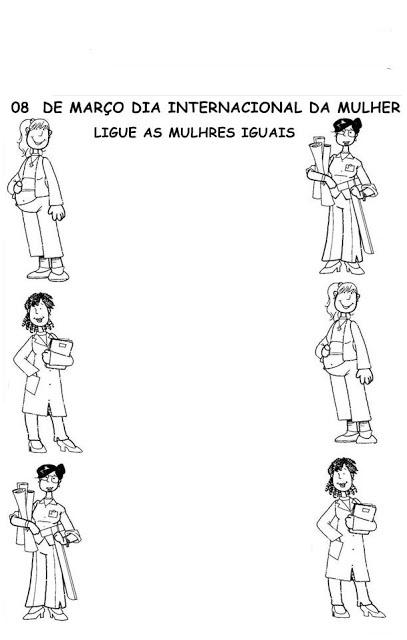 08 DE MARÇO DIA INTERNACIONAL DA MULHER
LIGUE AS MULHRES IGUAIS